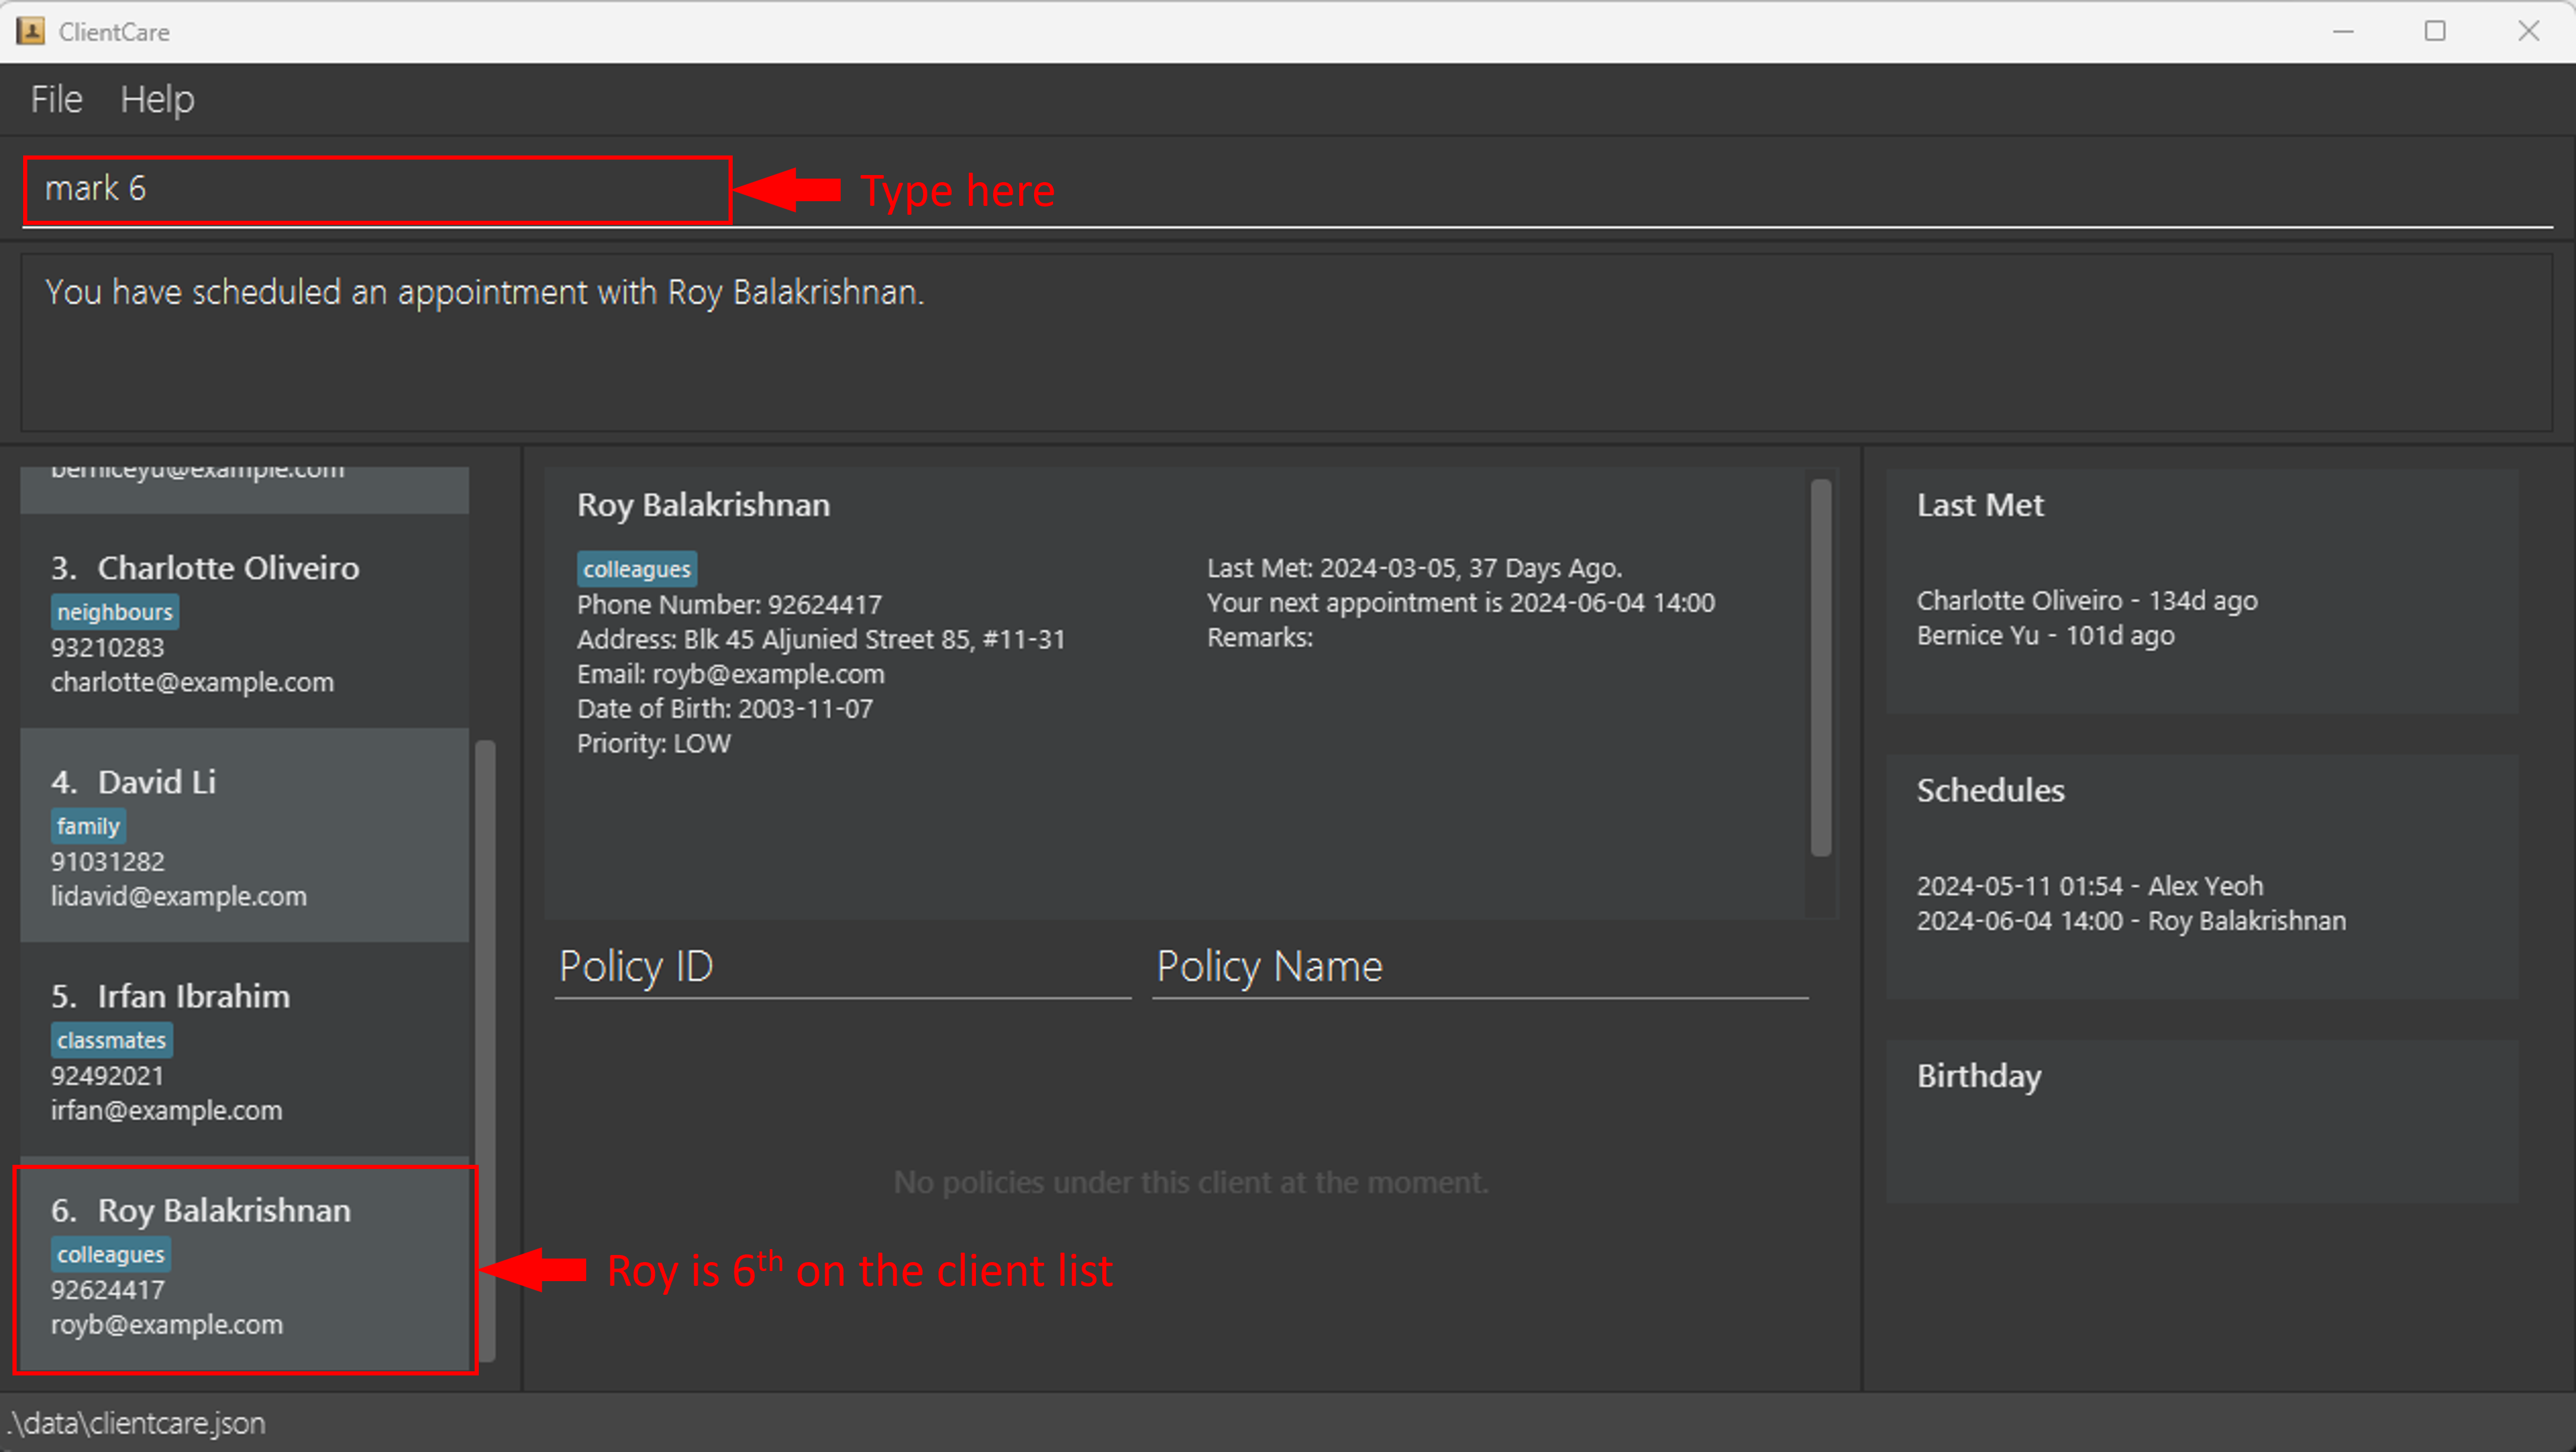 ClientCare
File Help
mark 6
Type here
You have scheduled an appointment with Roy Balakrishnan.
berniceyu@example.com
3. Charlotte Oliveiro
neighbours
93210283
charlotte@example.com
4. David Li
family
91031282
lidavid@example.com
5. Irfan Ibrahim
classmates
92492021
irfan@example.com
6. Roy Balakrishnan
colleagues
92624417
royb@example.com
Roy is 6th on the client list
Roy Balakrishnan
colleagues
Phone Number: 92624417
Address: Blk 45 Aljunied Street 85, #11-31
Email: royb@example.com
Date of Birth: 2003-11-07
Priority: LOW
Last Met: 2024-03-05, 37 Days Ago.
Your next appointment is 2024-06-04 14:00
Remarks:
Policy ID Policy Name
No policies under this client at the moment.
Last Met
Charlotte Oliveiro - 134d ago
Bernice Yu - 101d ago
Schedules
2024-05-11 01:54 - Alex Yeoh
2024-06-04 14:00 - Roy Balakrishnan
Birthday
.\data\clientcare.json